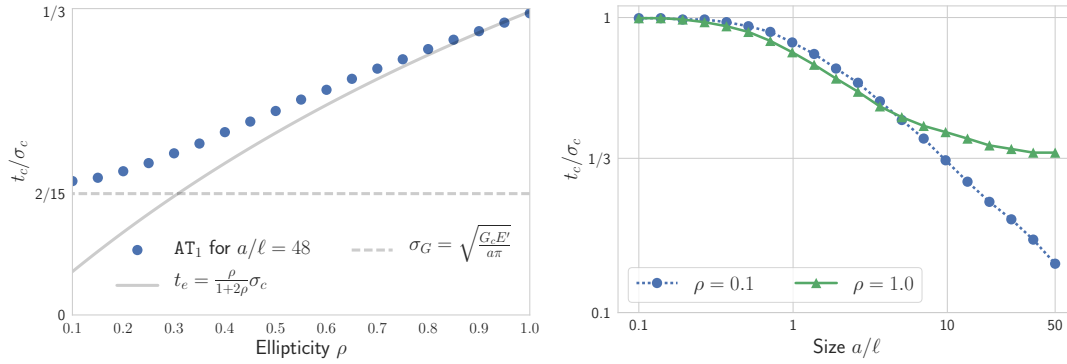 1/3
t_c/σ_c
2/15
0
AT₁ for a/ℓ = 48
σ_G = √(G_c E′/aπ)
t_e = ρ/(1+2ρ) σ_c
0.1 0.2 0.3 0.4 0.5 0.6 0.7 0.8 0.9 1.0
Ellipticity ρ
1
t_c/σ_c
1/3
0.1
ρ = 0.1 ρ = 1.0
0.1 1 10 50
Size a/ℓ